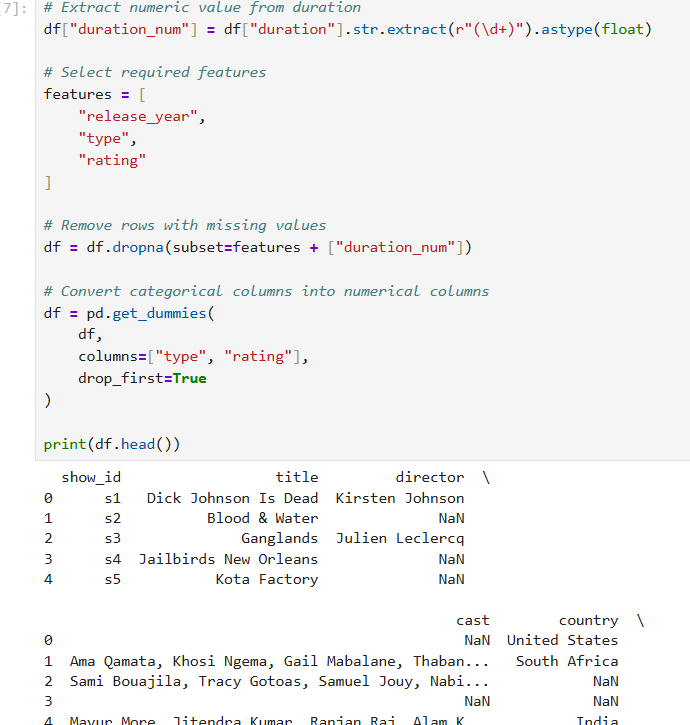 7]: # Extract numeric value from duration
df["duration_num"] = df["duration"].str.extract(r"(\d+)").astype(float)
# Select required features
features = [
"release_year",
"type",
"rating"
]
# Remove rows with missing values
df = df.dropna(subset=features + ["duration_num"])
# Convert categorical columns into numerical columns
df = pd.get_dummies(
df,
columns=["type", "rating"],
drop_first=True
)
print(df.head())
show_id title director \
0 s1 Dick Johnson Is Dead Kirsten Johnson
1 s2 Blood & Water NaN
2 s3 Ganglands Julien Leclercq
3 s4 Jailbirds New Orleans NaN
4 s5 Kota Factory NaN
cast country \
0 NaN United States
1 Ama Qamata, Khosi Ngema, Gail Mabalane, Thaban... South Africa
2 Sami Bouajila, Tracy Gotoas, Samuel Jouy, Nabi... NaN
3 NaN NaN
4 Mayur More, Jitendra Kumar, Ranjan Raj, Alam K... India